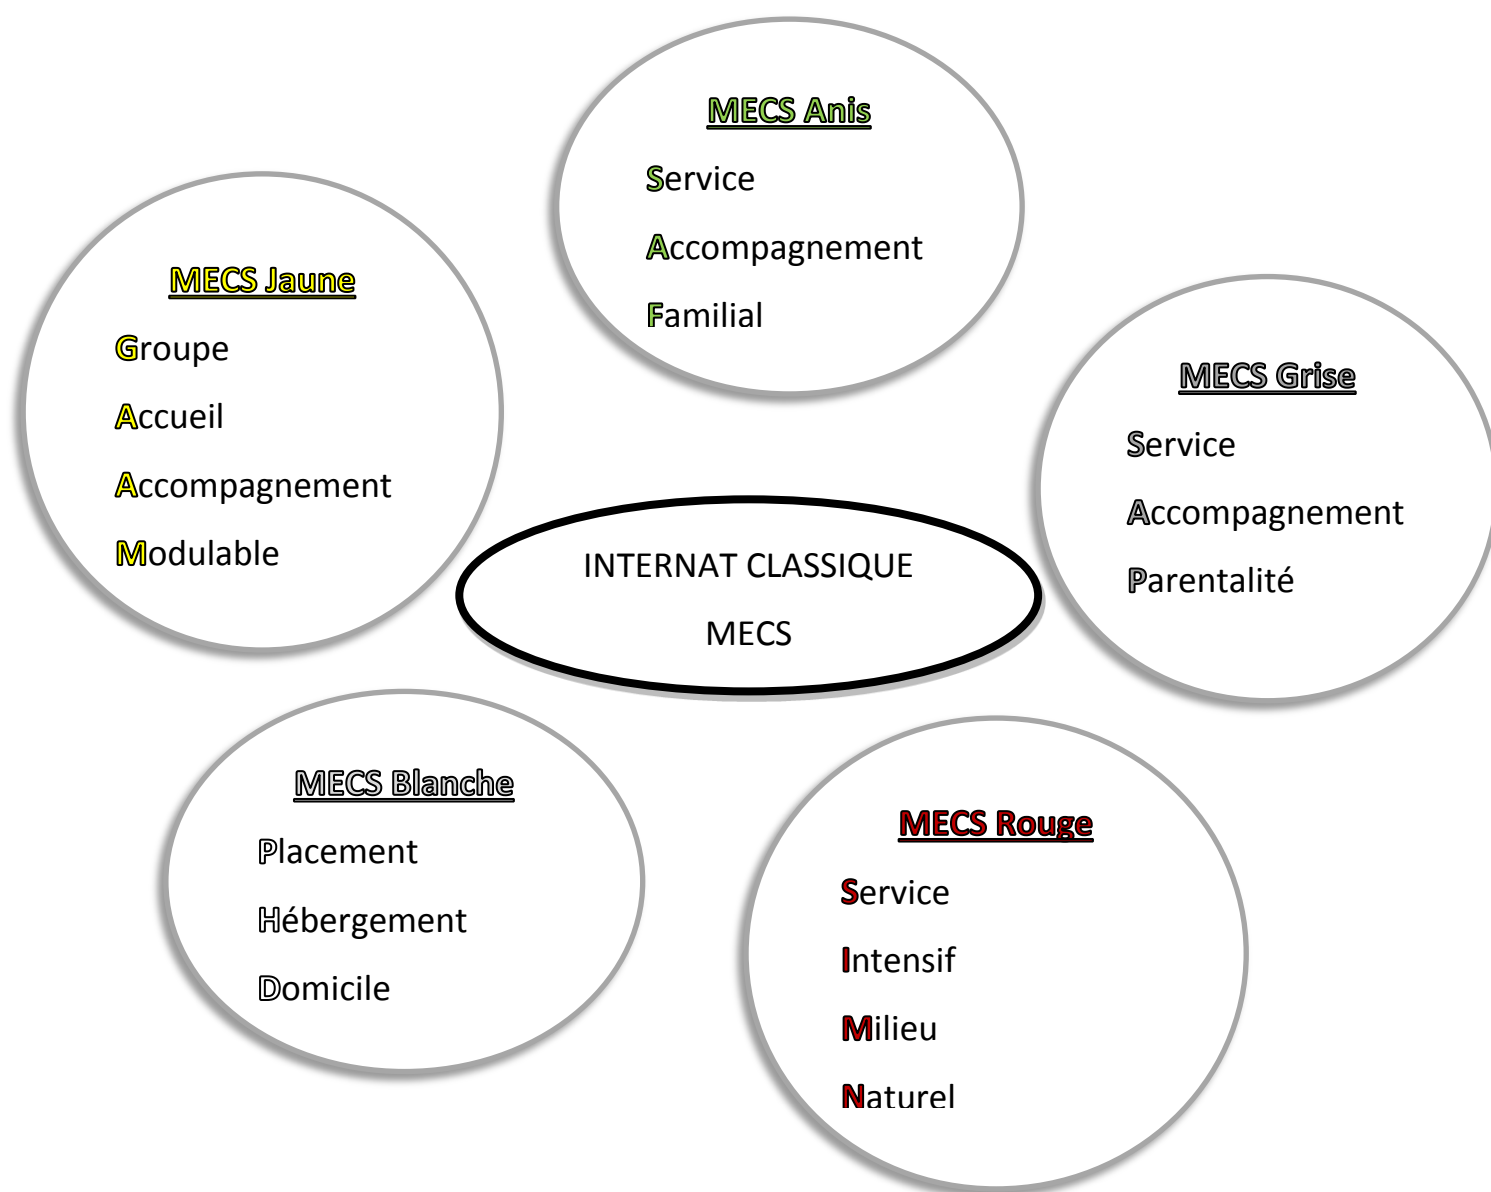 MECS Anis
Service
Accompagnement
Familial
MECS Jaune
Groupe
Accueil
Accompagnement
Modulable
MECS Grise
Service
Accompagnement
Parentalité
INTERNAT CLASSIQUE
MECS
MECS Blanche
Placement
Hébergement
Domicile
MECS Rouge
Service
Intensif
Milieu
Naturel